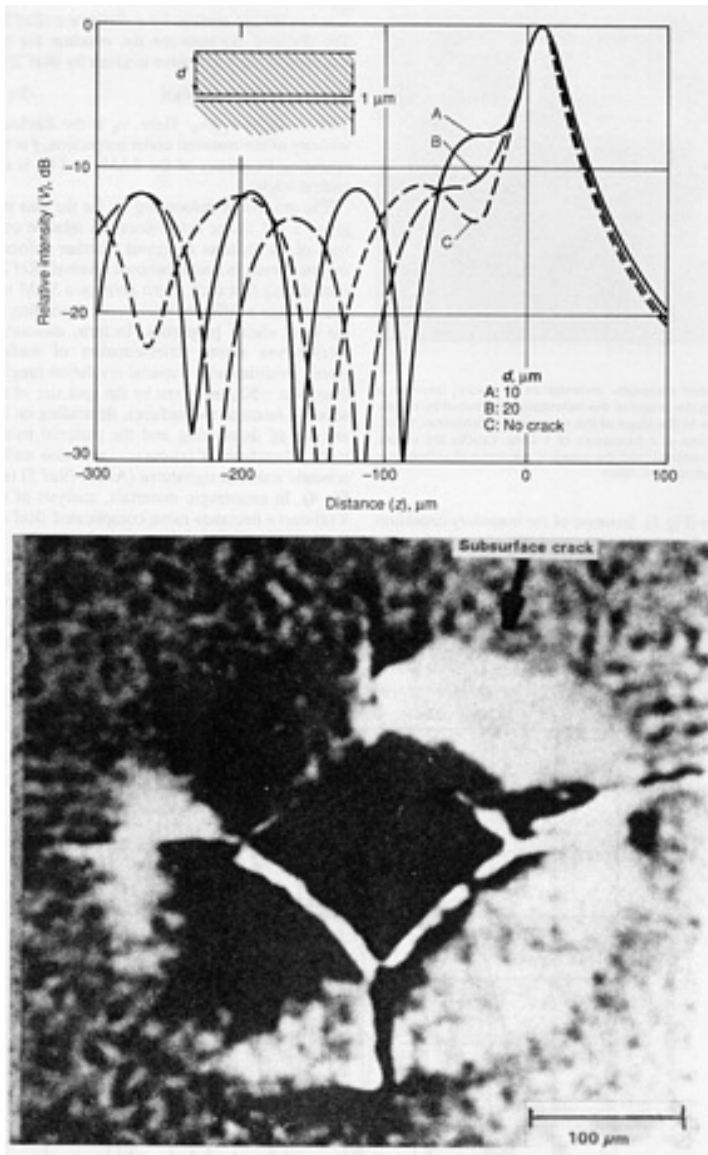 0
-10
-20
-30
Relative intensity (V), dB
d
1 μm
A
B
C
d, μm
A: 10
B: 20
C: No crack
-300
-200
-100
0
100
Distance (z), μm
Subsurface crack
100 μm